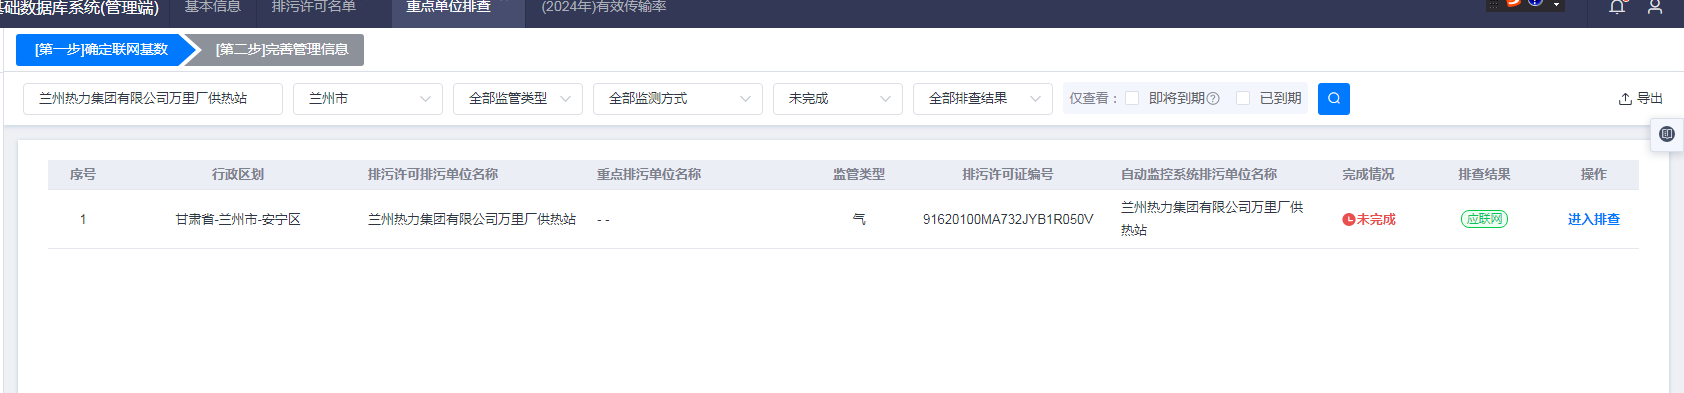 础数据库系统(管理端)
基本信息
排污许可名单
重点单位排查
(2024年)有效传输率
[第一步]确定联网基数
[第二步]完善管理信息
兰州热力集团有限公司万里厂供热站
兰州市
全部监管类型
全部监测方式
未完成
全部排查结果
仅查看：
即将到期
已到期
导出
序号
行政区划
排污许可排污单位名称
重点排污单位名称
监管类型
排污许可证编号
自动监控系统排污单位名称
完成情况
排查结果
操作
1
甘肃省-兰州市-安宁区
兰州热力集团有限公司万里厂供热站
- -
气
91620100MA732JYB1R050V
兰州热力集团有限公司万里厂供
热站
未完成
应联网
进入排查